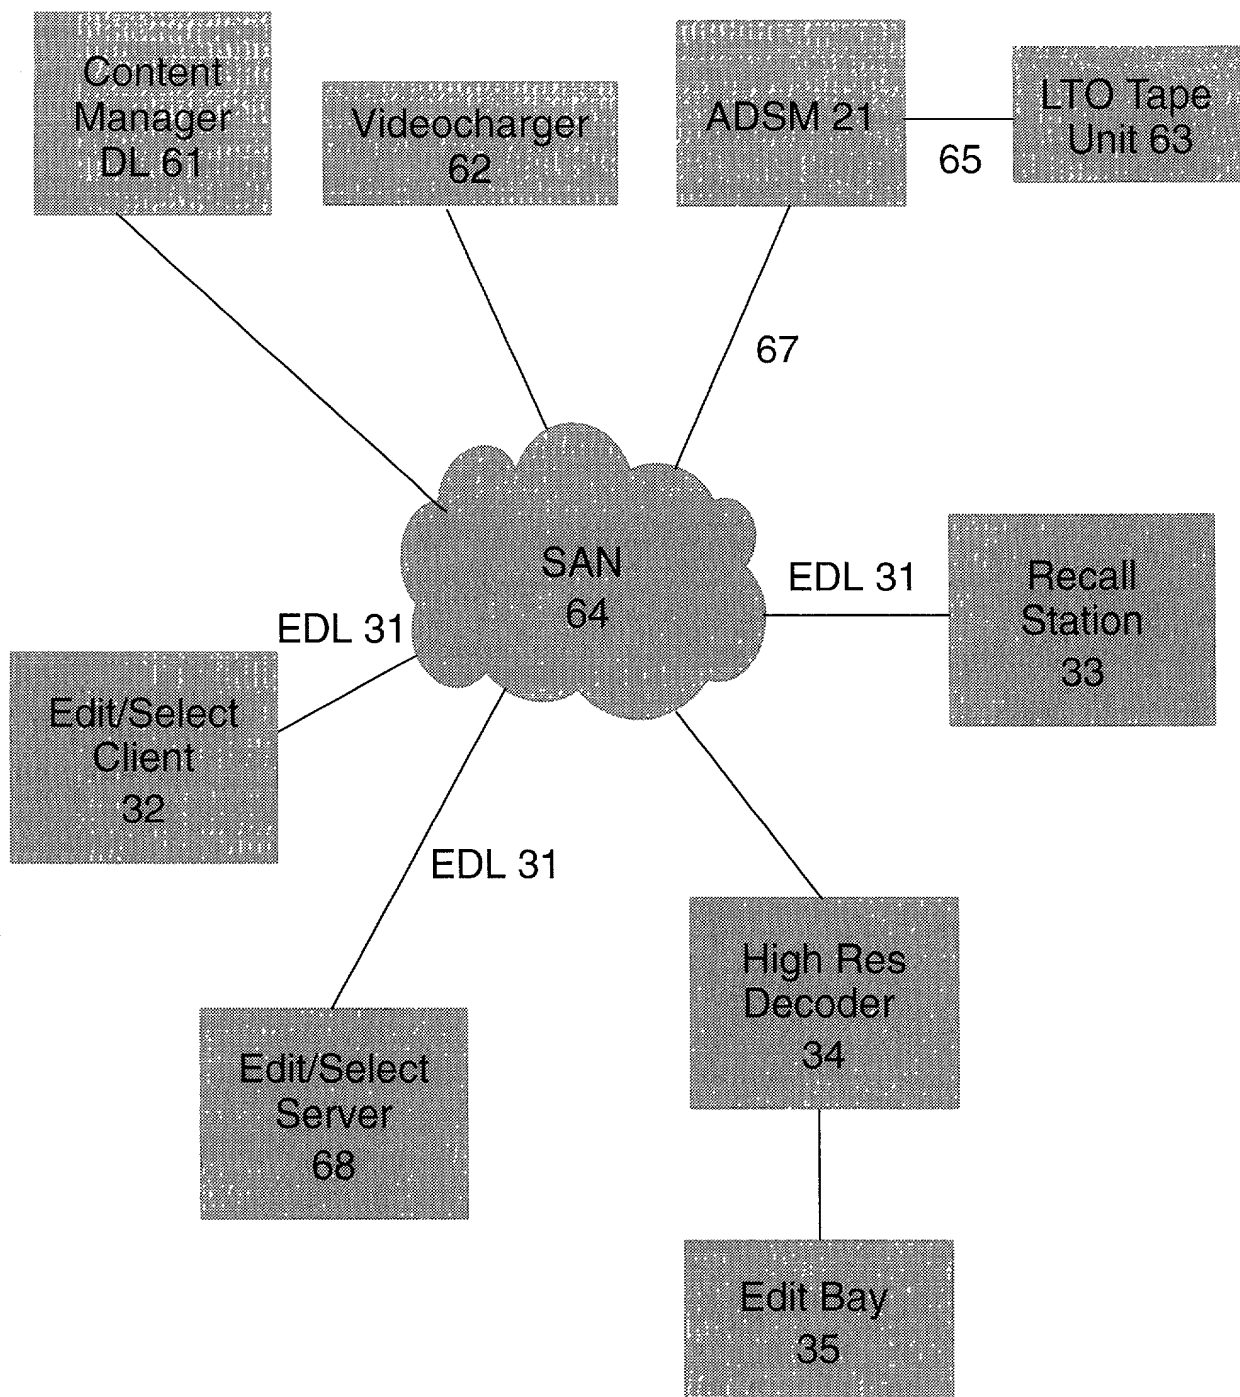 Content
Manager
DL 61
Videocharger
62
ADSM 21
65
LTO Tape
Unit 63
67
SAN
64
EDL 31
Recall
Station
33
EDL 31
Edit/Select
Client
32
EDL 31
High Res
Decoder
34
Edit/Select
Server
68
Edit Bay
35